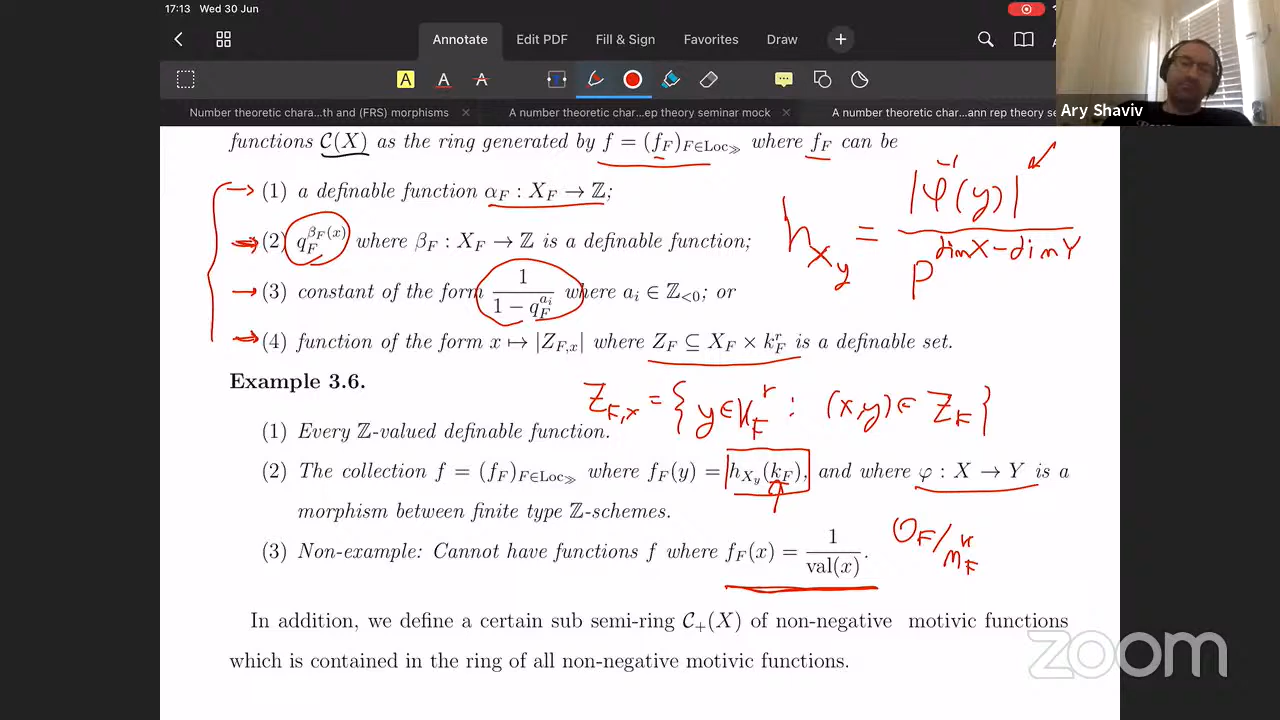 17:13 Wed 30 Jun
Annotate Edit PDF Fill & Sign Favorites Draw
A A A
Number theoretic chara...th and (FRS) morphisms × A number theoretic charac...ep theory seminar mock × A number theoretic charac...ann rep theory se
Ary Shaviv
functions C(X) as the ring generated by f = (f_F)_{F∈Loc≫} where f_F can be
(1) a definable function α_F : X_F → ℤ;
(2) q_F^{β_F(x)} where β_F : X_F → ℤ is a definable function;
h_{X_y} = |φ^{-1}(y)| / p^{dimX-dimY}
(3) constant of the form 1/(1 − q_F^{a_i}) where a_i ∈ ℤ_{<0}; or
(4) function of the form x ↦ |Z_{F,x}| where Z_F ⊆ X_F × k_F^r is a definable set.
Example 3.6.
Z_{F,x} = { y ∈ k_F^r : (x,y) ∈ Z_F }
(1) Every ℤ-valued definable function.
(2) The collection f = (f_F)_{F∈Loc≫} where f_F(y) = h_{X_y}(k_F), and where φ : X → Y is a
morphism between finite type ℤ-schemes.
(3) Non-example: Cannot have functions f where f_F(x) = 1/val(x).
O_F/m_F^k
In addition, we define a certain sub semi-ring C_+(X) of non-negative motivic functions
which is contained in the ring of all non-negative motivic functions.
zoom